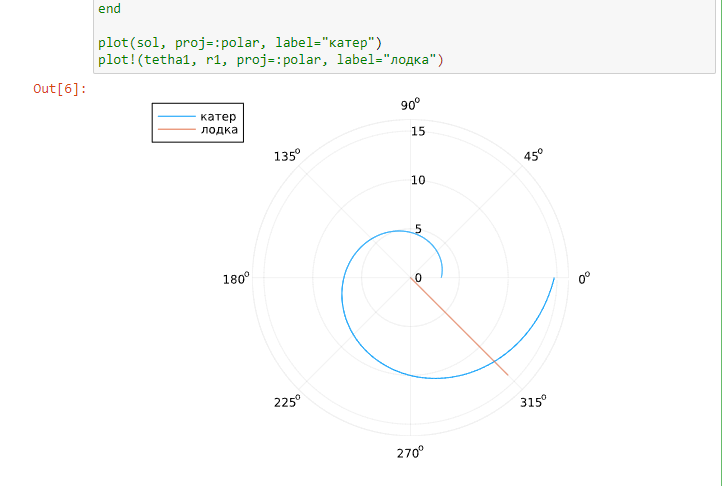 end
plot(sol, proj=:polar, label="катер")
plot!(tetha1, r1, proj=:polar, label="лодка")
Out[6]:
катер
лодка
90°
135°
45°
15
10
5
180°
0
0°
225°
315°
270°